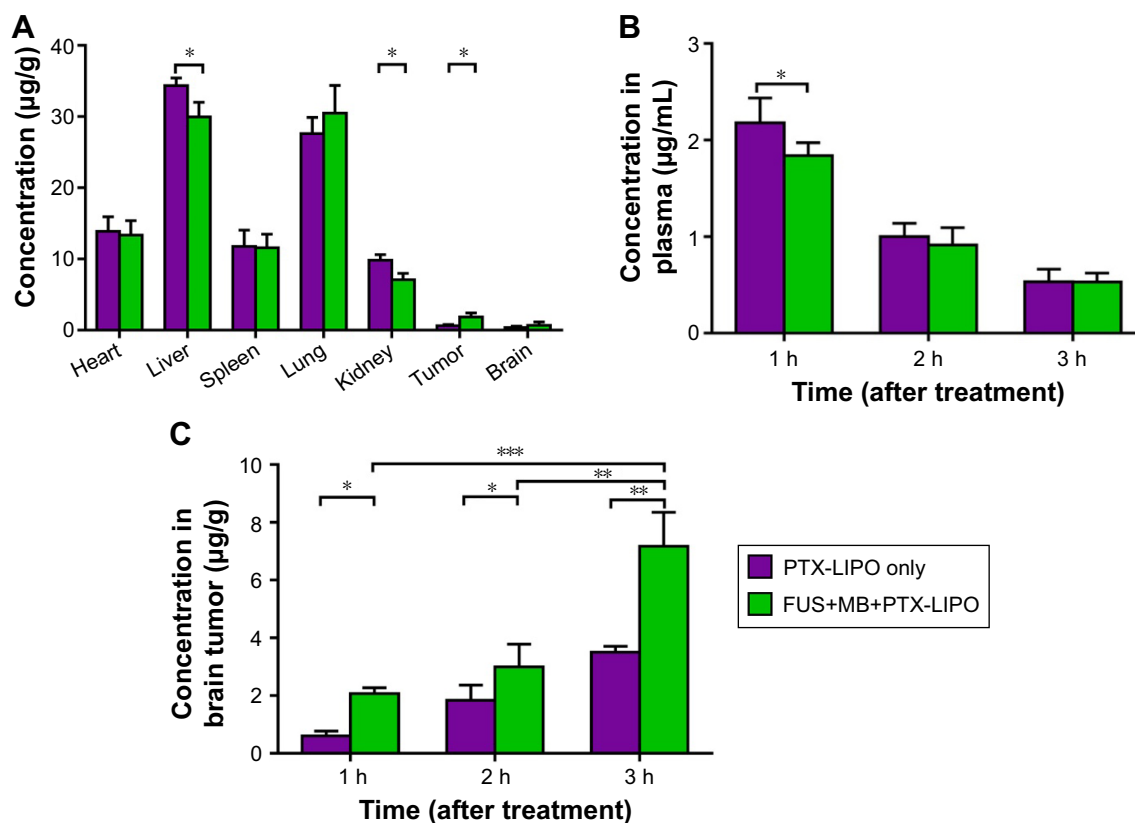 A
Concentration (µg/g)
40
30
20
10
0
*
*
*
Heart
Liver
Spleen
Lung
Kidney
Tumor
Brain
B
Concentration in
plasma (µg/mL)
3
2
1
0
*
1 h
2 h
3 h
Time (after treatment)
C
Concentration in
brain tumor (µg/g)
10
8
6
4
2
0
***
**
*
*
**
1 h
2 h
3 h
Time (after treatment)
PTX-LIPO only
FUS+MB+PTX-LIPO